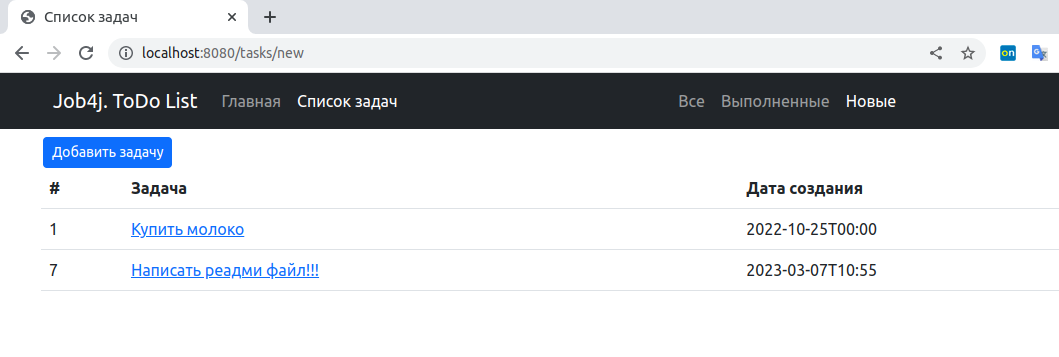 Список задач
localhost:8080/tasks/new
on
G
Job4j. ToDo List Главная Список задач Все Выполненные Новые
Добавить задачу
# Задача Дата создания
1 Купить молоко 2022-10-25T00:00
7 Написать реадми файл!!! 2023-03-07T10:55